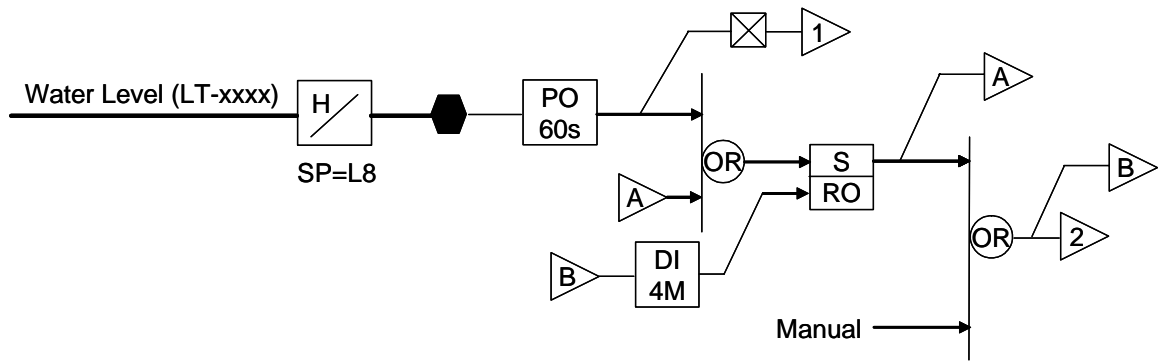 1
Water Level (LT-xxxx)
H
SP=L8
PO
60s
A
OR
S
RO
A
B
DI
4M
B
OR
2
Manual